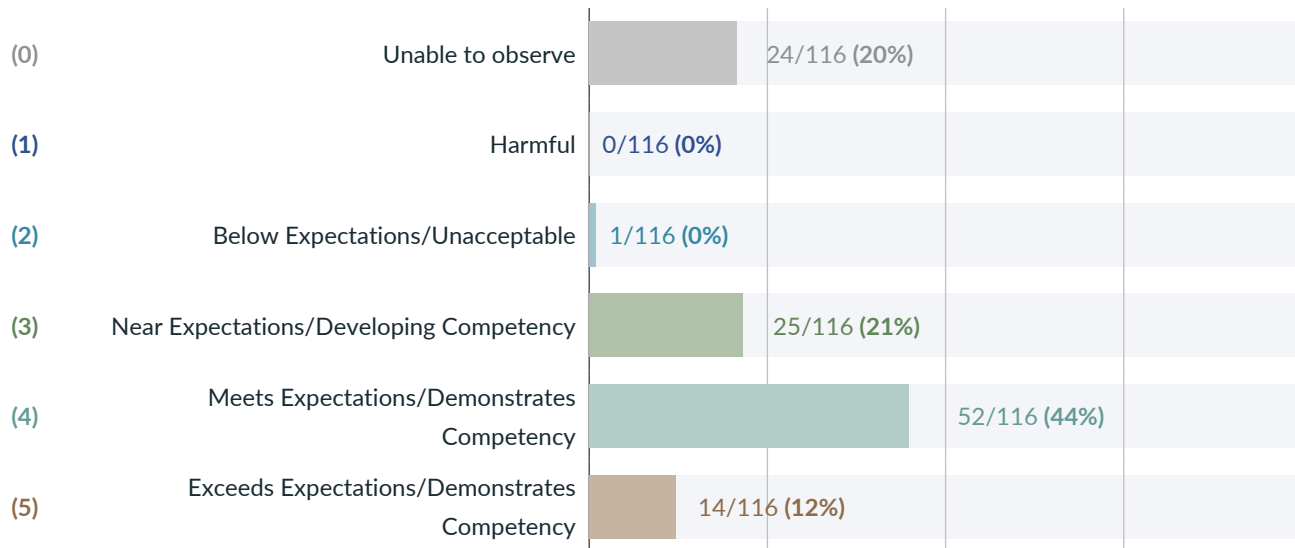 (0) Unable to observe 24/116 (20%)
(1) Harmful 0/116 (0%)
(2) Below Expectations/Unacceptable 1/116 (0%)
(3) Near Expectations/Developing Competency 25/116 (21%)
(4) Meets Expectations/Demonstrates
Competency 52/116 (44%)
(5) Exceeds Expectations/Demonstrates
Competency 14/116 (12%)